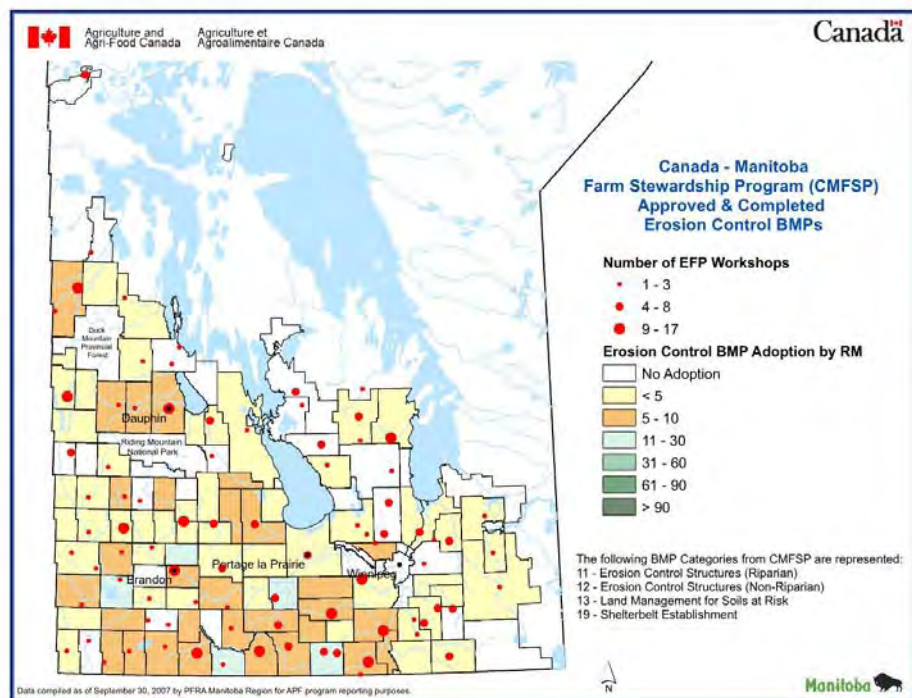 Agriculture and
Agri-Food Canada
Agriculture et
Agroalimentaire Canada
Canada
Canada - Manitoba
Farm Stewardship Program (CMFSP)
Approved & Completed
Erosion Control BMPs
Number of EFP Workshops
1 - 3
4 - 8
9 - 17
Erosion Control BMP Adoption by RM
No Adoption
< 5
5 - 10
11 - 30
31 - 60
61 - 90
> 90
Duck
Mountain
Provincial
Forest
Dauphin
Riding Mountain
National Park
Portage la Prairie
Winnipeg
Brandon
The following BMP Categories from CMFSP are represented:
11 - Erosion Control Structures (Riparian)
12 - Erosion Control Structures (Non-Riparian)
13 - Land Management for Soils at Risk
19 - Shelterbelt Establishment
N
Manitoba
Data compiled as of September 30, 2007 by PFRA Manitoba Region for APF program reporting purposes.